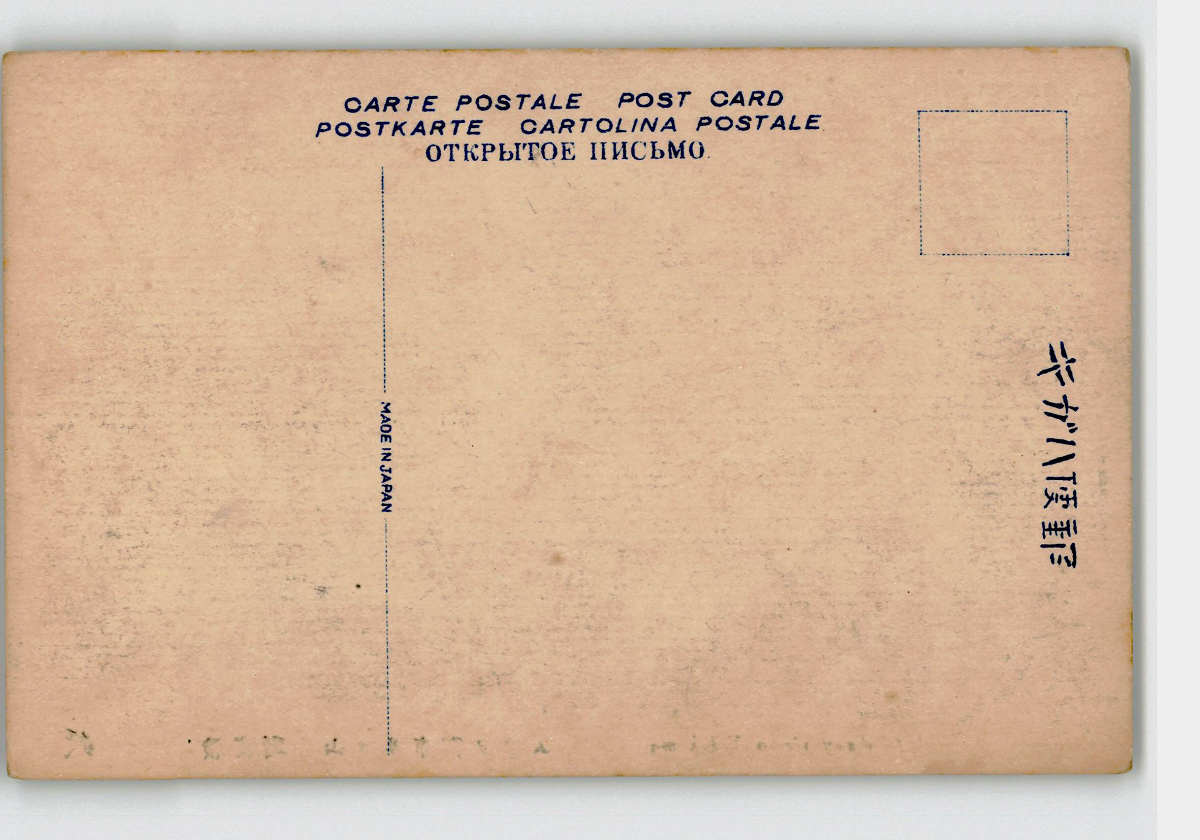 CARTE POSTALE POST CARD
POSTKARTE CARTOLINA POSTALE
ОТКРЫТОЕ ПИСЬМО.
MADE IN JAPAN
郵便ハガキ